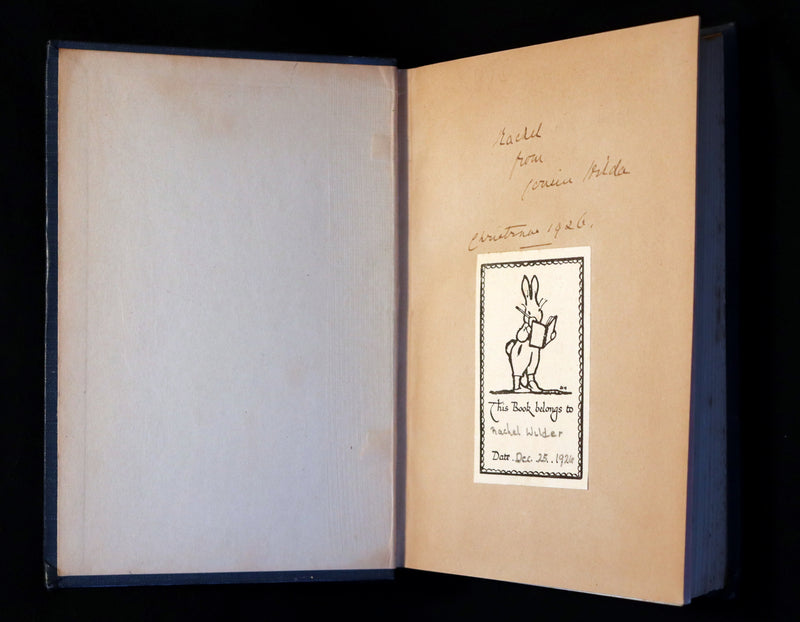 Rachel
from
Cousin Hilda
Christmas 1926.
This Book belongs to
Rachel Wilder
Date Dec. 25. 1926